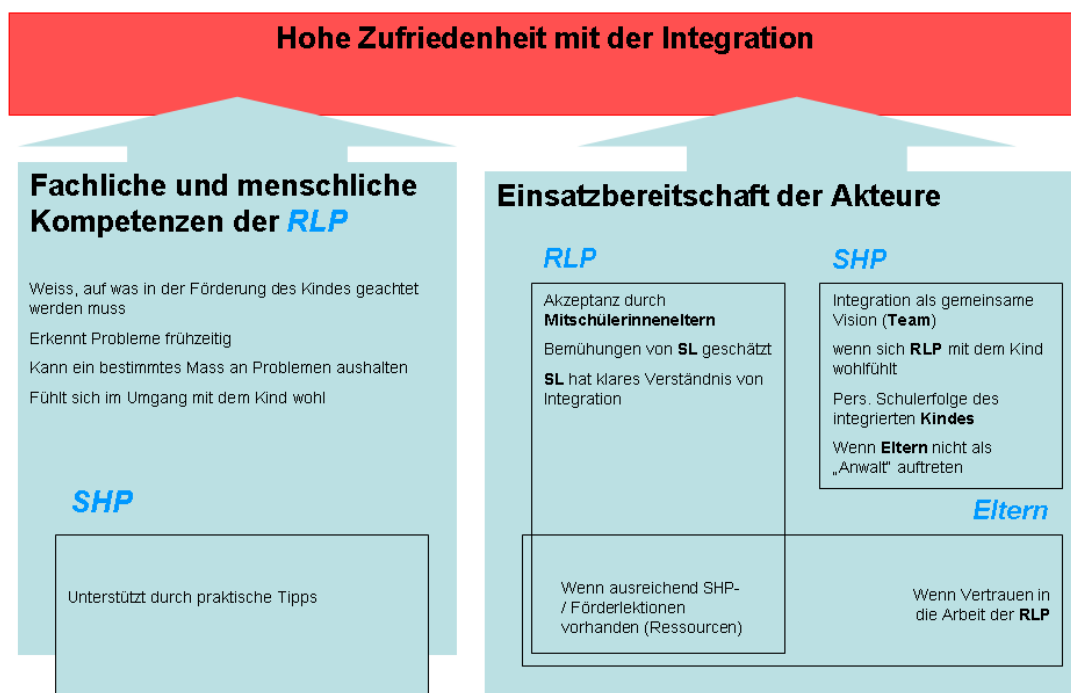 Hohe Zufriedenheit mit der Integration
Fachliche und menschliche
Kompetenzen der RLP
Weiss, auf was in der Förderung des Kindes geachtet
werden muss
Erkennt Probleme frühzeitig
Kann ein bestimmtes Mass an Problemen aushalten
Fühlt sich im Umgang mit dem Kind wohl
SHP
Unterstützt durch praktische Tipps
Einsatzbereitschaft der Akteure
RLP
Akzeptanz durch
Mitschülerinneneltern
Bemühungen von SL geschätzt
SL hat klares Verständnis von
Integration
SHP
Integration als gemeinsame
Vision (Team)
wenn sich RLP mit dem Kind
wohlfühlt
Pers. Schulerfolge des
integrierten Kindes
Wenn Eltern nicht als
„Anwalt" auftreten
Eltern
Wenn ausreichend SHP-
/ Förderlektionen
vorhanden (Ressourcen)
Wenn Vertrauen in
die Arbeit der RLP